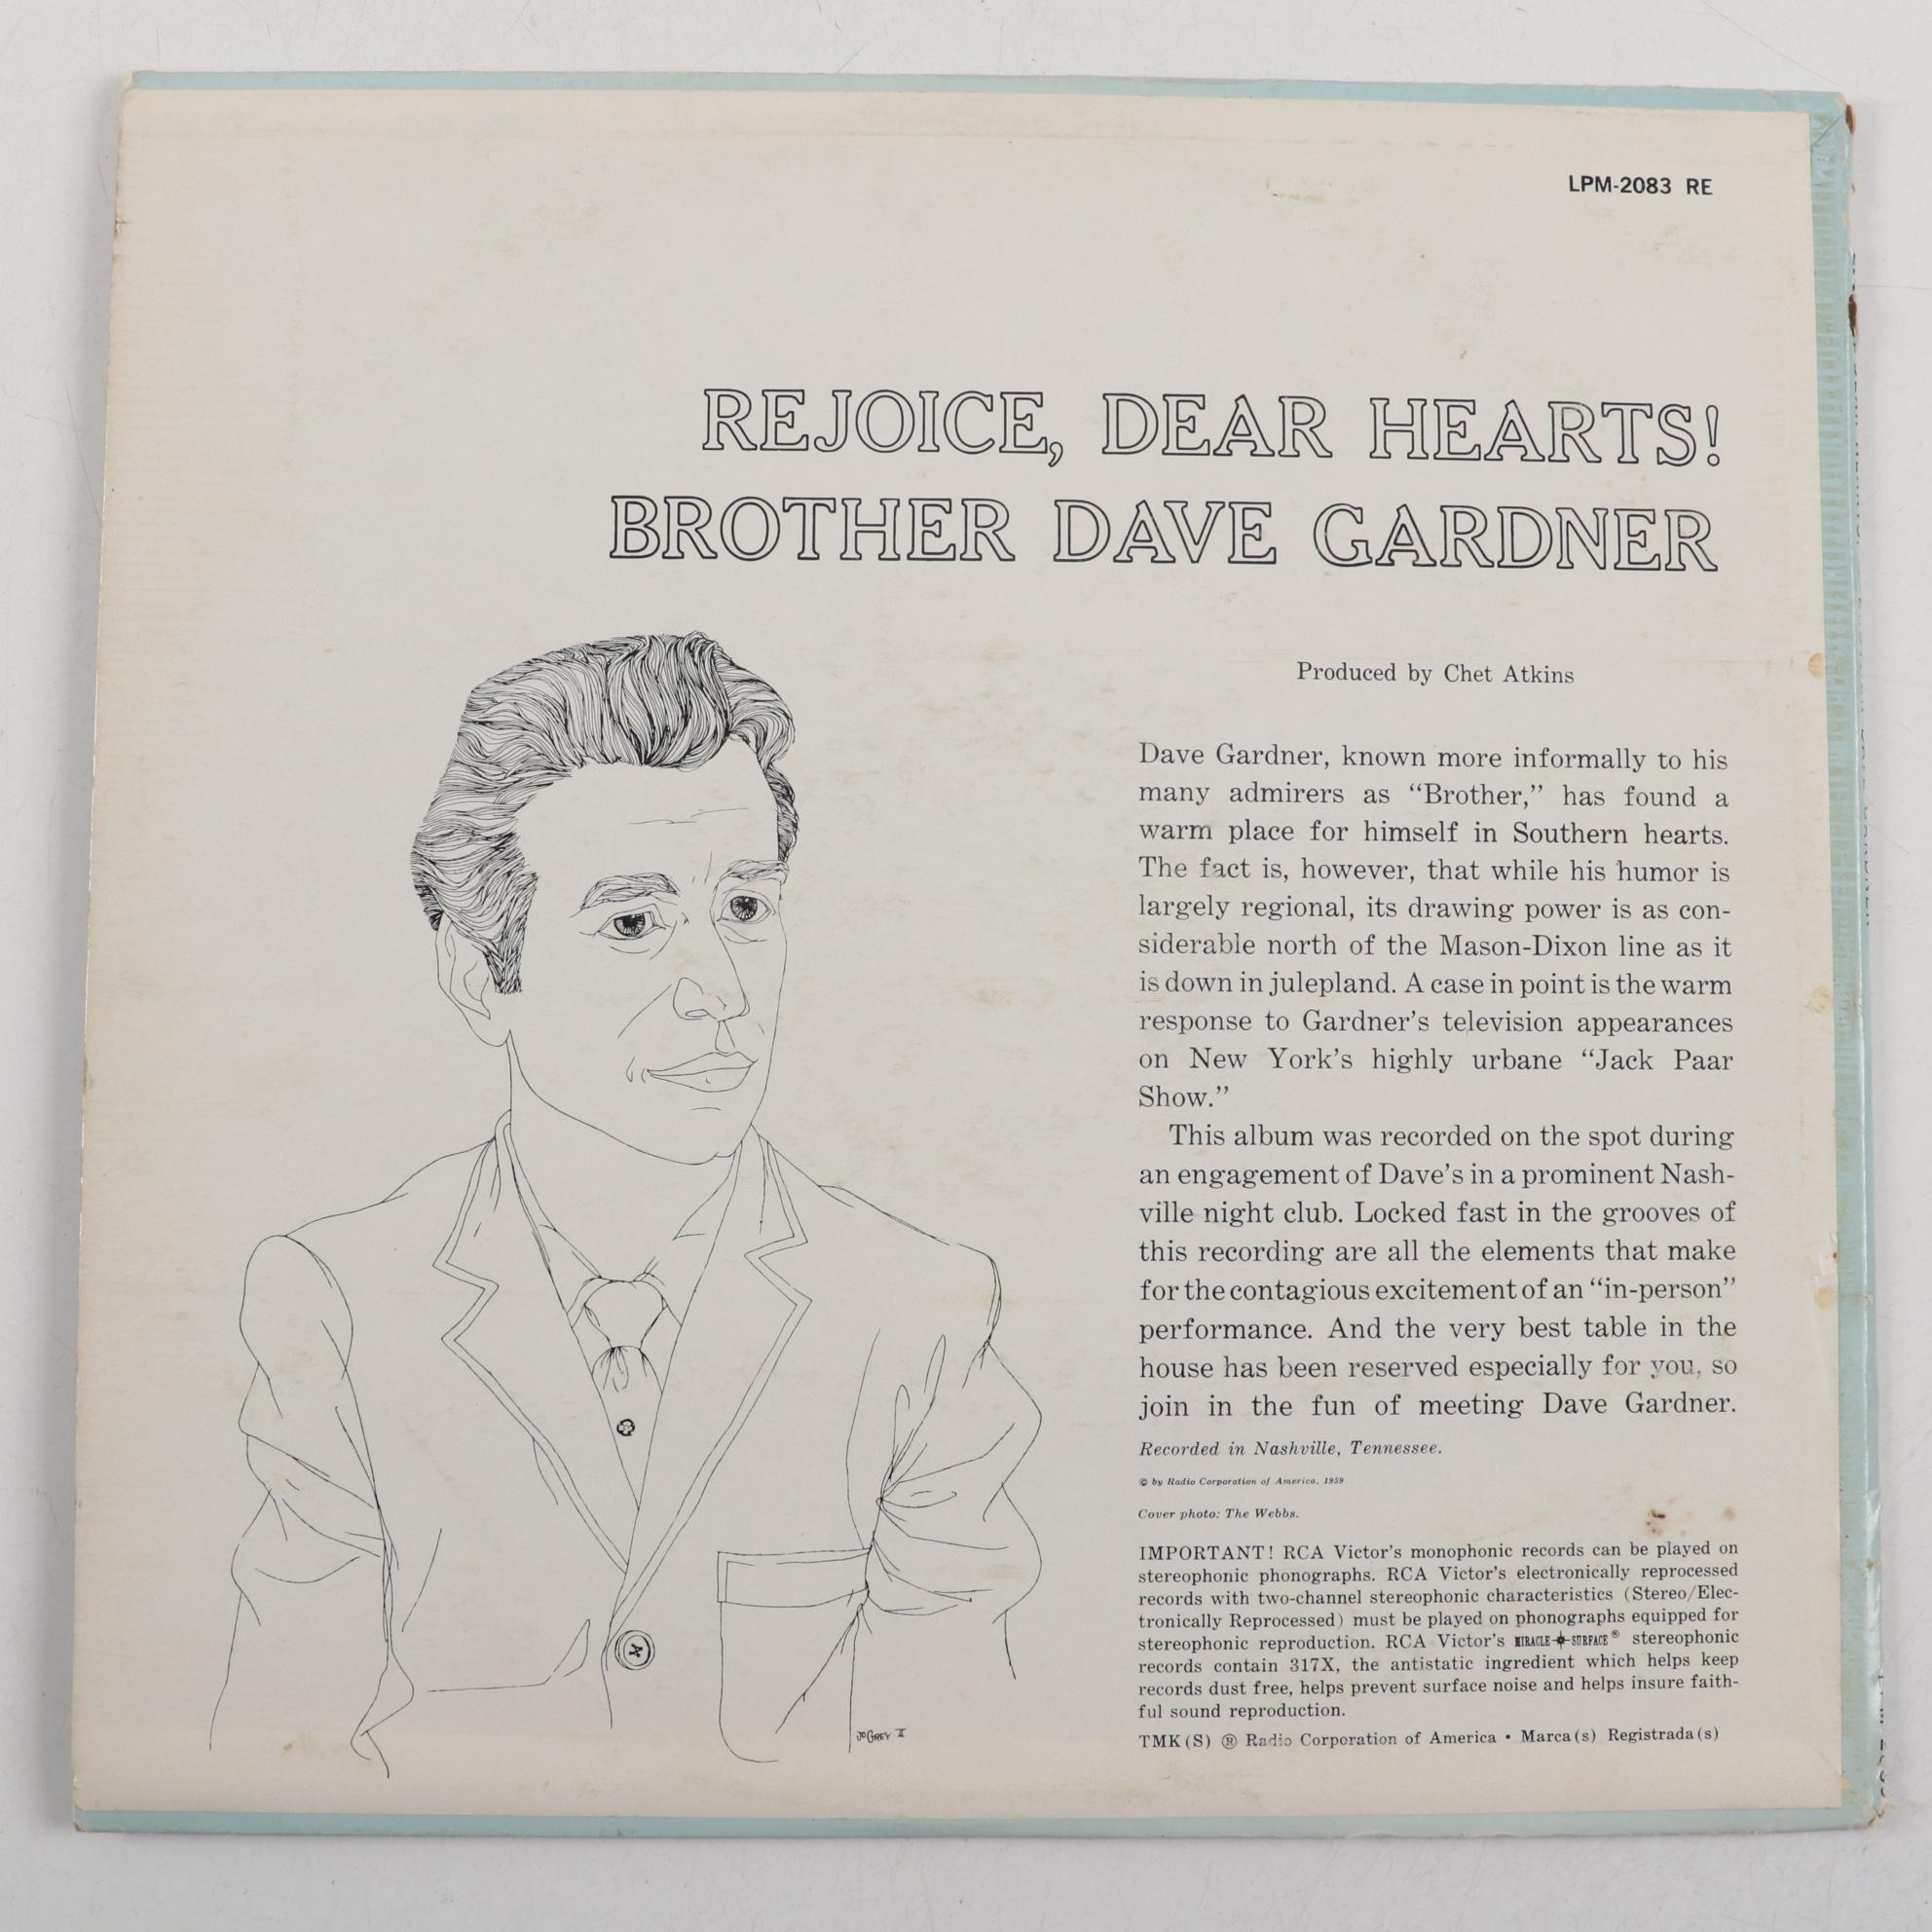 LPM-2083 RE
REJOICE, DEAR HEARTS!
BROTHER DAVE GARDNER
Produced by Chet Atkins
Dave Gardner, known more informally to his
many admirers as “Brother,” has found a
warm place for himself in Southern hearts.
The fact is, however, that while his humor is
largely regional, its drawing power is as con-
siderable north of the Mason-Dixon line as it
is down in julepland. A case in point is the warm
response to Gardner’s television appearances
on New York’s highly urbane “Jack Paar
Show.”
This album was recorded on the spot during
an engagement of Dave’s in a prominent Nash-
ville night club. Locked fast in the grooves of
this recording are all the elements that make
for the contagious excitement of an “in-person”
performance. And the very best table in the
house has been reserved especially for you, so
join in the fun of meeting Dave Gardner.
Recorded in Nashville, Tennessee.
© by Radio Corporation of America, 1959
Cover photo: The Webbs.
IMPORTANT! RCA Victor’s monophonic records can be played on
stereophonic phonographs. RCA Victor’s electronically reprocessed
records with two-channel stereophonic characteristics (Stereo/Elec-
tronically Reprocessed) must be played on phonographs equipped for
stereophonic reproduction. RCA Victor’s MIRACLE SURFACE® stereophonic
records contain 317X, the antistatic ingredient which helps keep
records dust free, helps prevent surface noise and helps insure faith-
ful sound reproduction.
TMK(S) ® Radio Corporation of America • Marca(s) Registrada(s)
JO GREY II